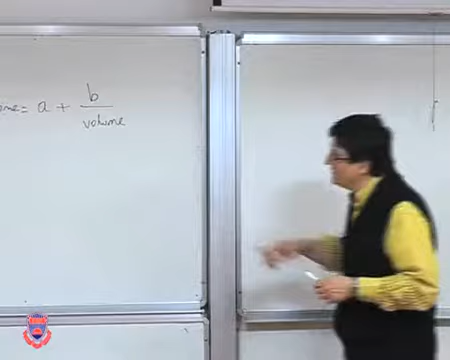 = a + b
volume